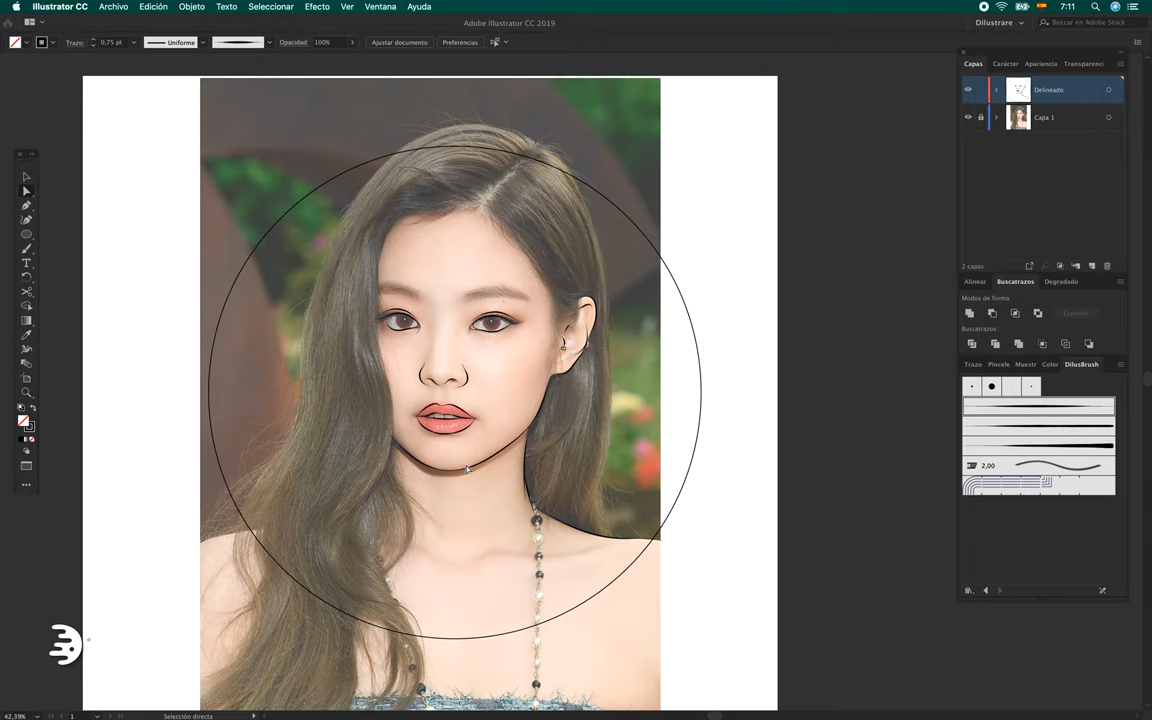 Illustrator CC Archivo Edición Objeto Texto Seleccionar Efecto Ver Ventana Ayuda 7:11
Adobe Illustrator CC 2019 Dilustrare Buscar en Adobe Stock
Trazo: 0,75 pt Uniforme Opacidad: 100% Ajustar documento Preferencias
Capas Carácter Apariencia Transparenci
Delineado
Capa 1
2 capas
Alinear Buscatrazos Degradado
Modos de forma:
Expandir
Buscatrazos:
Trazo Pincele Muestr Color DilusBrush
2,00
42,39% 1 Selección directa